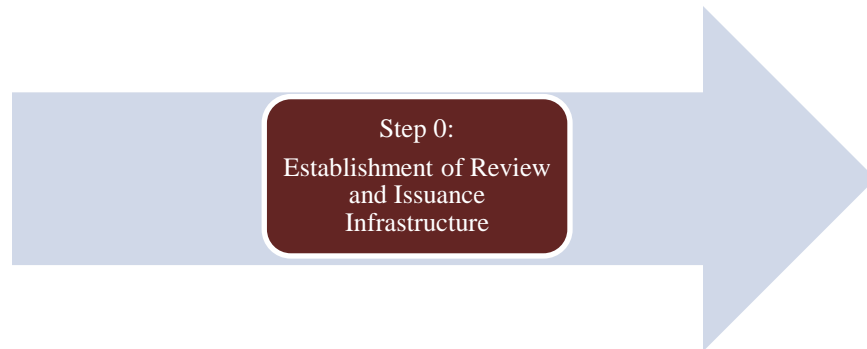 Step 0:
Establishment of Review
and Issuance
Infrastructure